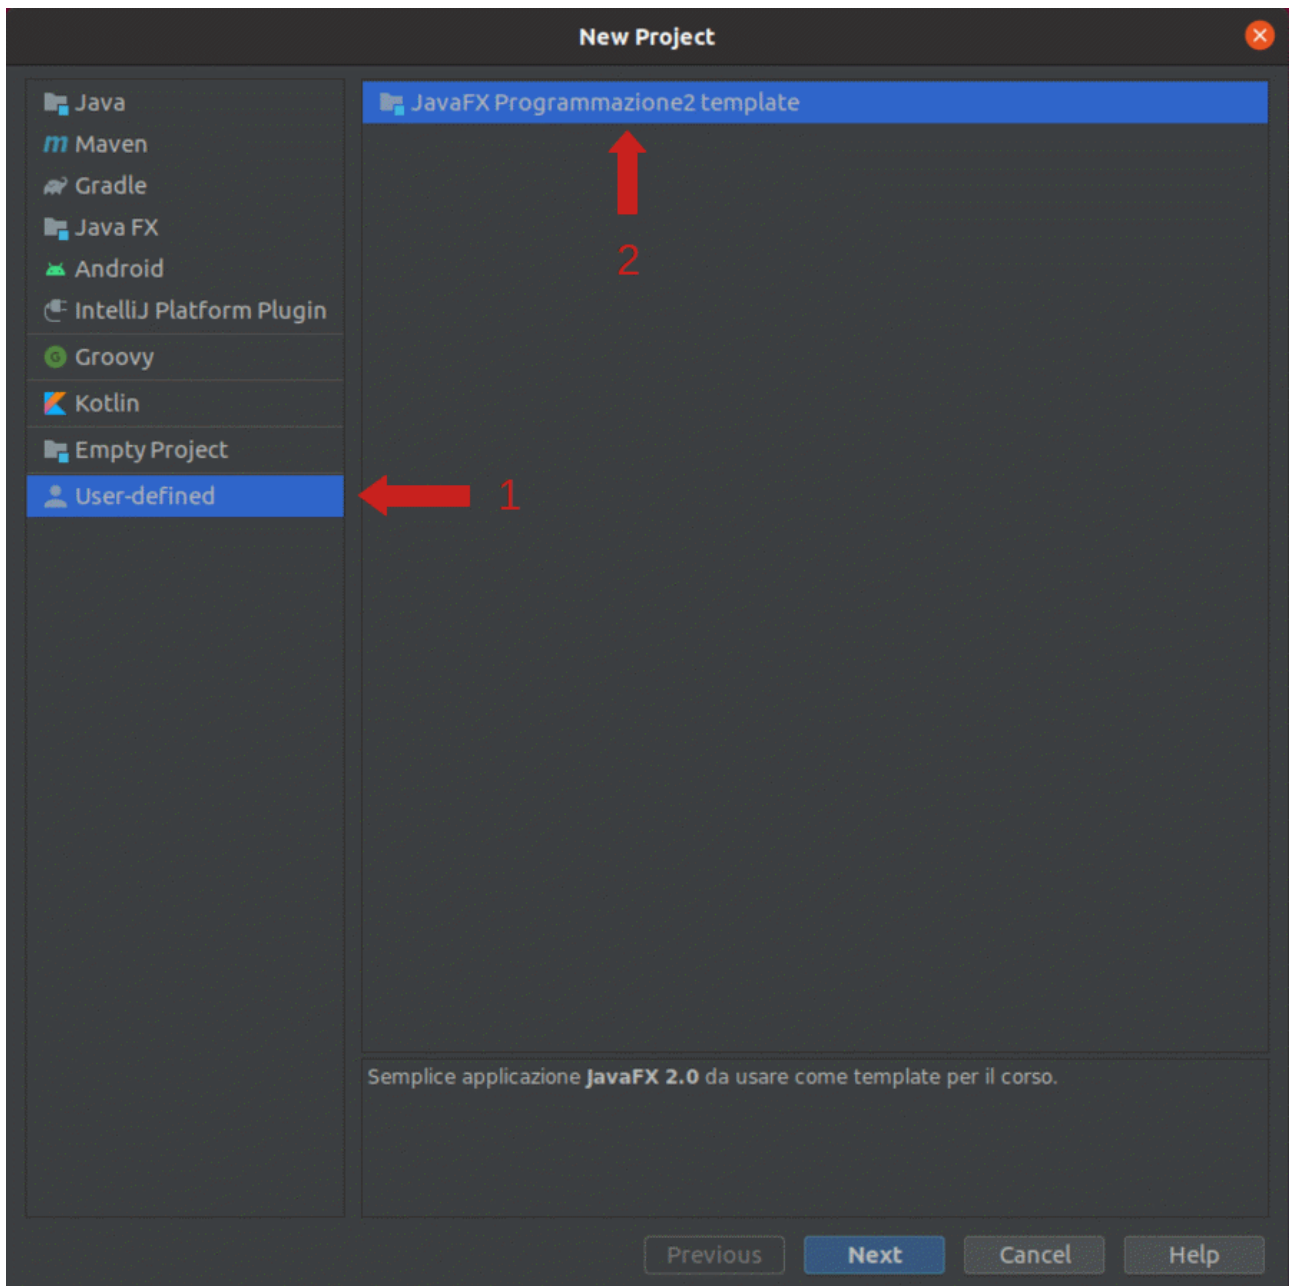 New Project
Java
Maven
Gradle
Java FX
Android
IntelliJ Platform Plugin
Groovy
Kotlin
Empty Project
User-defined
JavaFX Programmazione2 template
2
1
Semplice applicazione JavaFX 2.0 da usare come template per il corso.
Previous Next Cancel Help